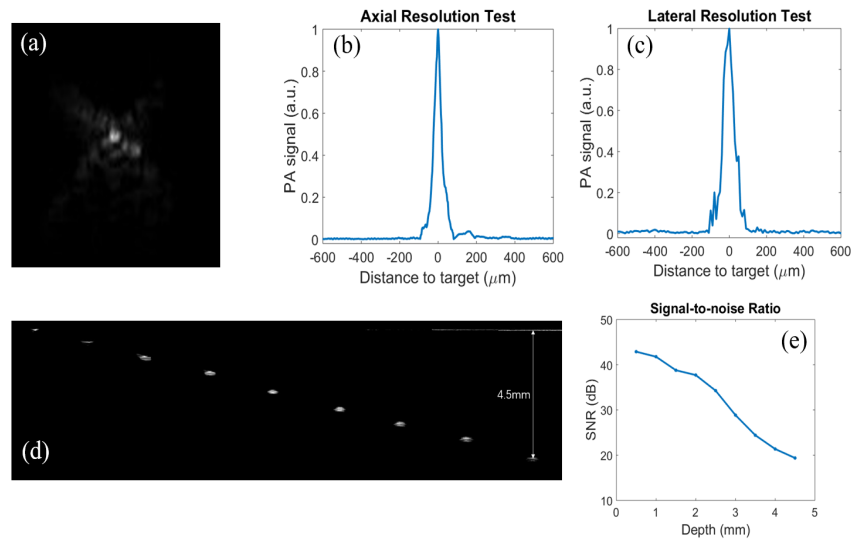 (a)
Axial Resolution Test
(b)
PA signal (a.u.)
1
0.8
0.6
0.4
0.2
0
-600 -400 -200 0 200 400 600
Distance to target (μm)
Lateral Resolution Test
(c)
PA signal (a.u.)
1
0.8
0.6
0.4
0.2
0
-600 -400 -200 0 200 400 600
Distance to target (μm)
(d)
4.5mm
Signal-to-noise Ratio
(e)
SNR (dB)
50
40
30
20
10
0 1 2 3 4 5
Depth (mm)